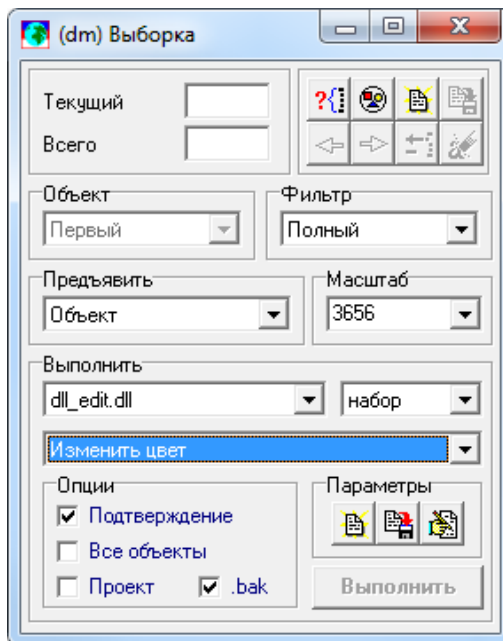 (dm) Выборка
Текущий
Всего
Объект
Фильтр
Первый
Полный
Предъявить
Масштаб
Объект
3656
Выполнить
dll_edit.dll
набор
Изменить цвет
Опции
Параметры
Подтверждение
Все объекты
Проект .bak
Выполнить